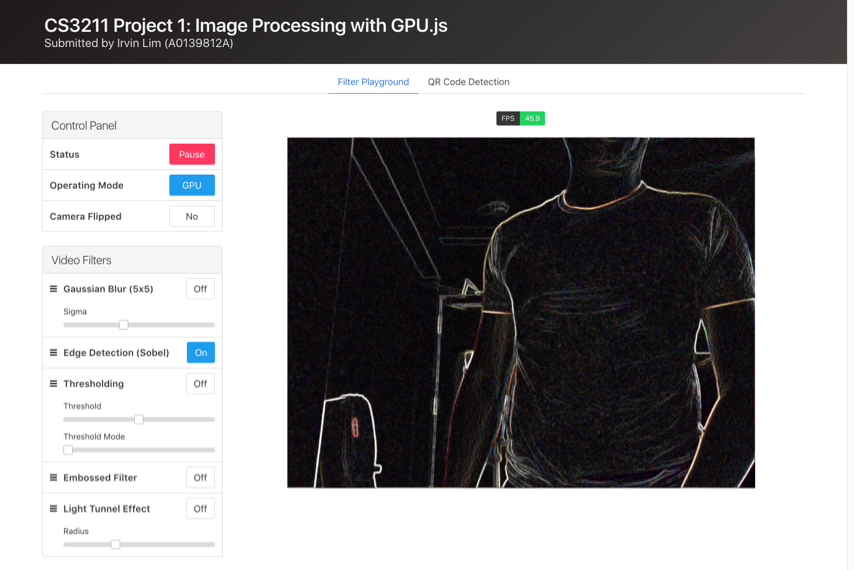 CS3211 Project 1: Image Processing with GPU.js
Submitted by Irvin Lim (A0139812A)
Filter Playground QR Code Detection
Control Panel
Status Pause
Operating Mode GPU
Camera Flipped No
Video Filters
Gaussian Blur (5x5) Off
Sigma
Edge Detection (Sobel) On
Thresholding Off
Threshold
Threshold Mode
Embossed Filter Off
Light Tunnel Effect Off
Radius
FPS 45.9